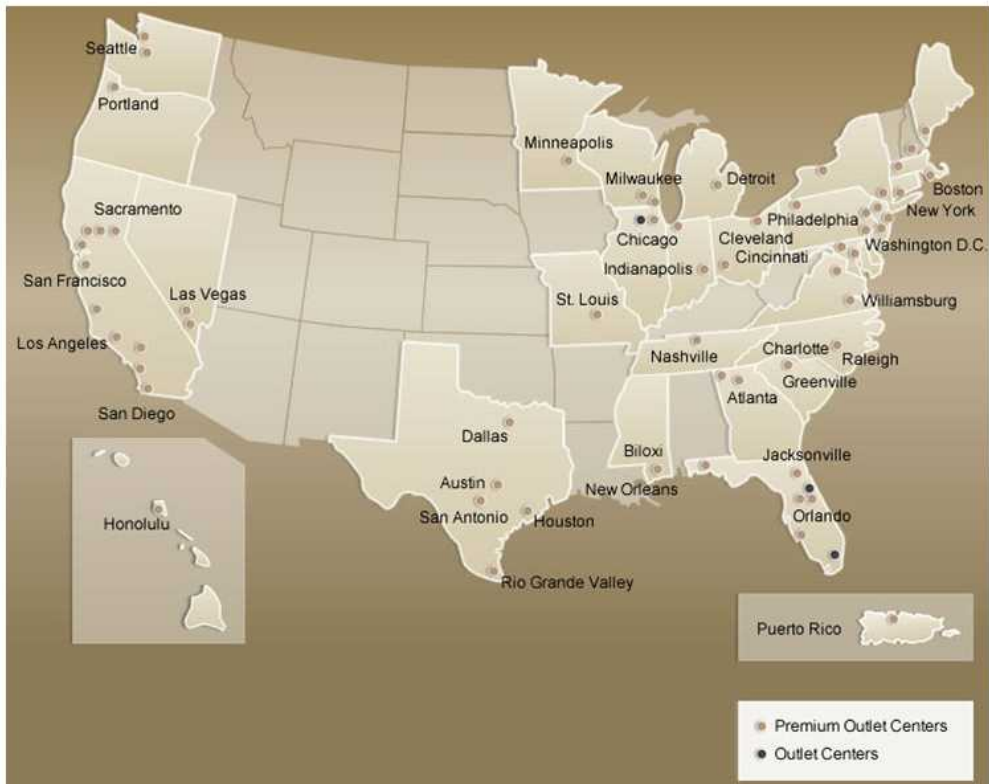 Seattle
Portland
Minneapolis
Milwaukee
Detroit
Boston
Sacramento
Philadelphia
New York
Chicago
Cleveland
Washington D.C.
Cincinnati
Indianapolis
San Francisco
Las Vegas
St. Louis
Williamsburg
Los Angeles
Nashville
Charlotte
Raleigh
Greenville
Atlanta
San Diego
Dallas
Biloxi
Jacksonville
Austin
New Orleans
San Antonio
Houston
Orlando
Honolulu
Rio Grande Valley
Puerto Rico
Premium Outlet Centers
Outlet Centers